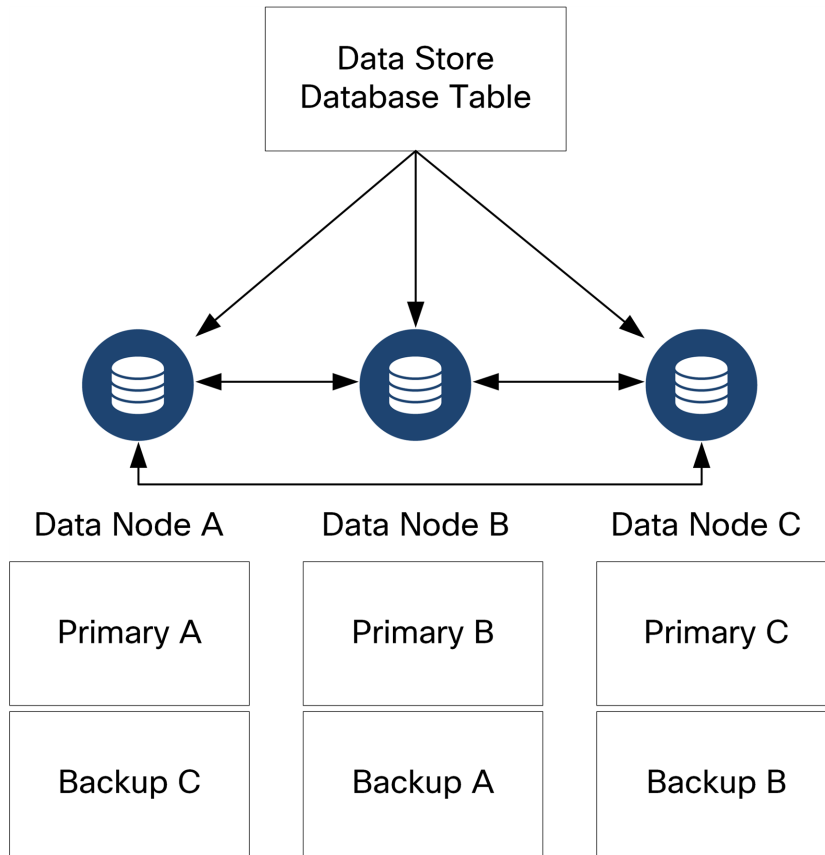 Data Store
Database Table
Data Node A
Data Node B
Data Node C
Primary A
Primary B
Primary C
Backup C
Backup A
Backup B